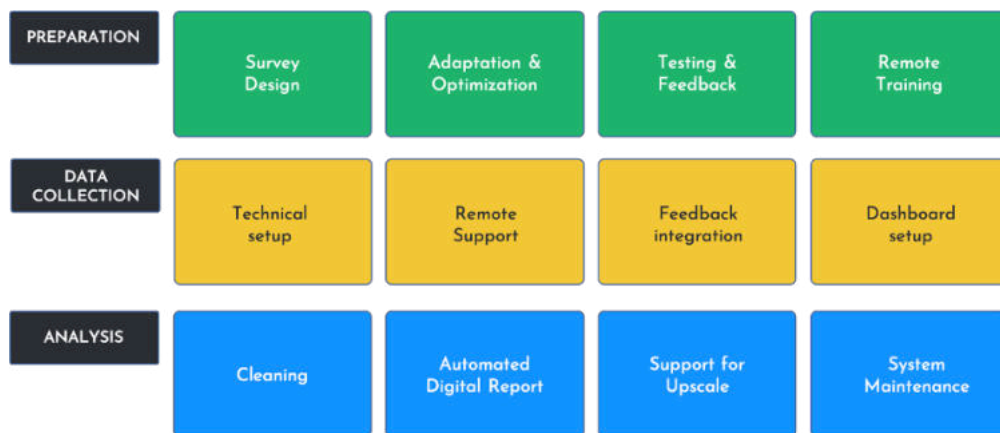 PREPARATION
Survey
Design
Adaptation &
Optimization
Testing &
Feedback
Remote
Training
DATA
COLLECTION
Technical
setup
Remote
Support
Feedback
integration
Dashboard
setup
ANALYSIS
Cleaning
Automated
Digital Report
Support for
Upscale
System
Maintenance